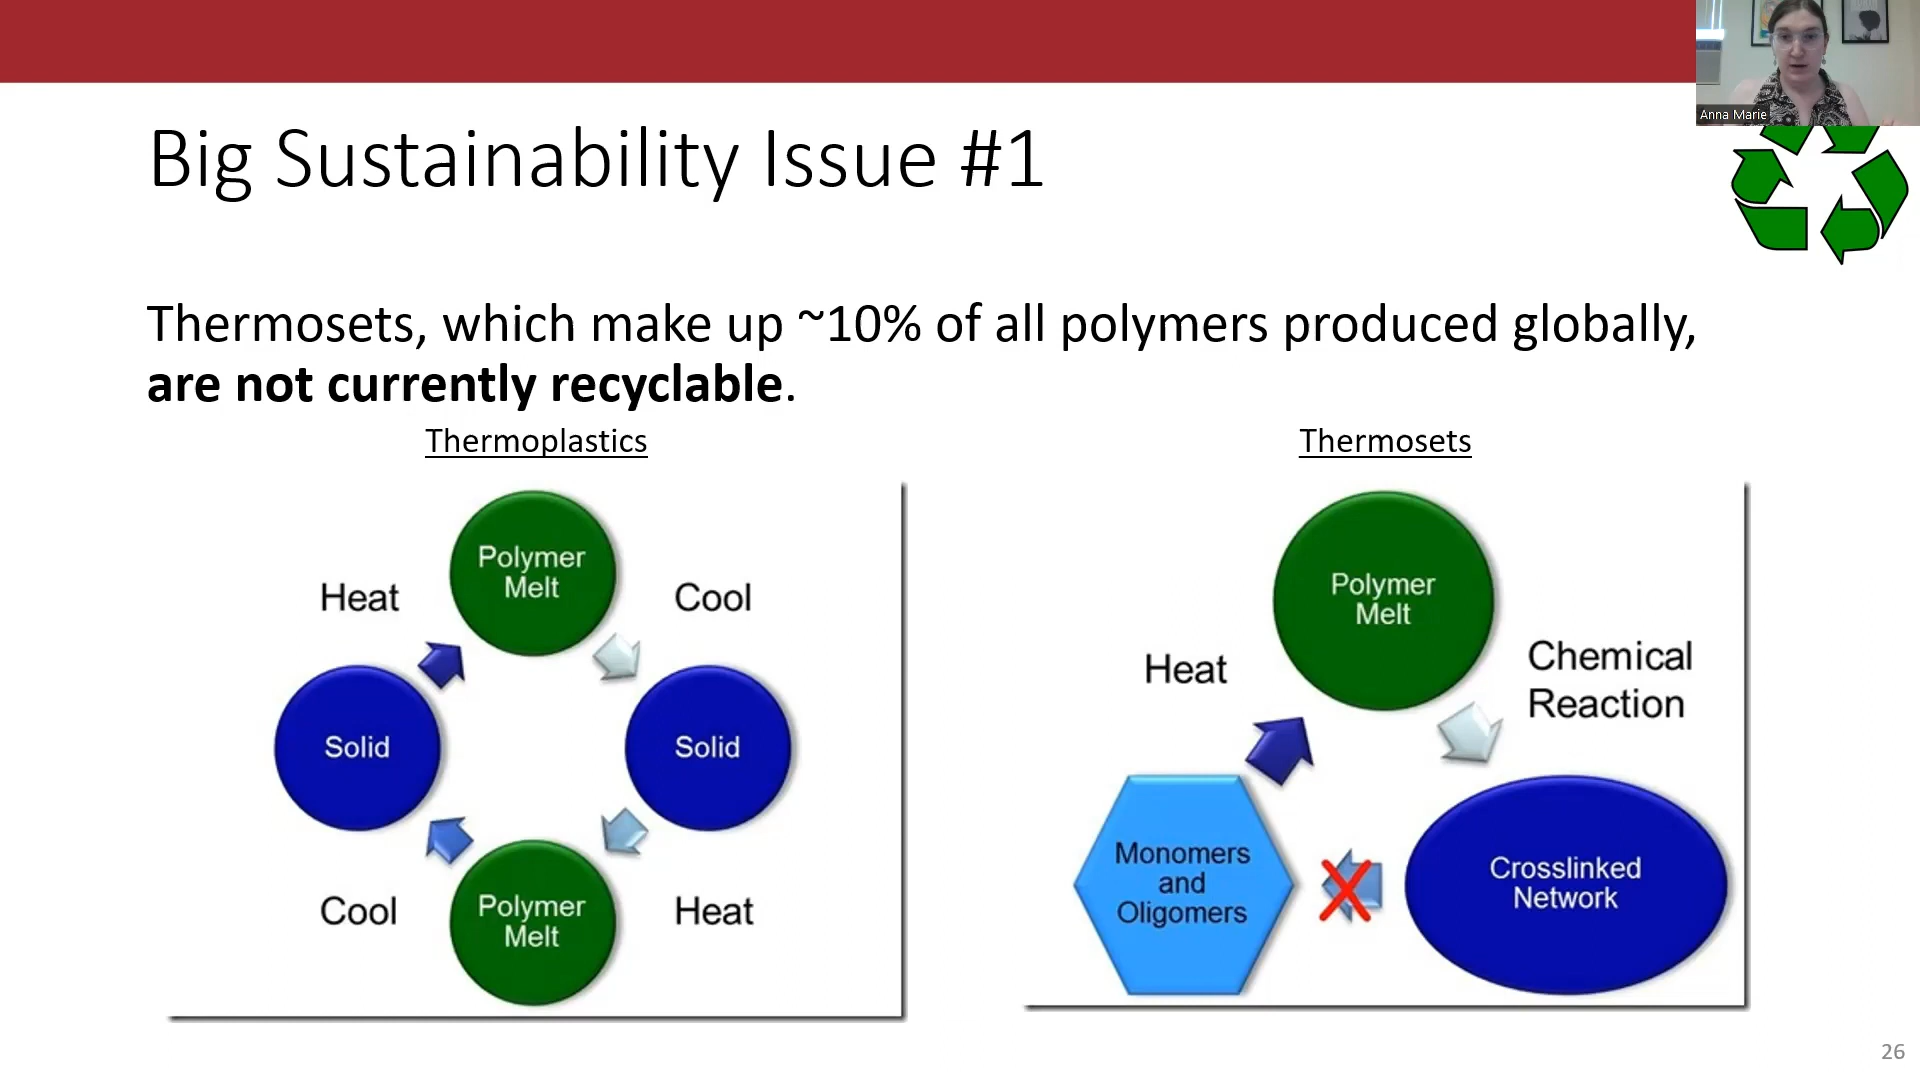 Anna Marie
Big Sustainability Issue #1
Thermosets, which make up ~10% of all polymers produced globally,
are not currently recyclable.
Thermoplastics
Polymer
Melt
Heat
Cool
Solid
Solid
Cool
Polymer
Melt
Heat
Thermosets
Polymer
Melt
Heat
Chemical
Reaction
Monomers
and
Oligomers
Crosslinked
Network
26